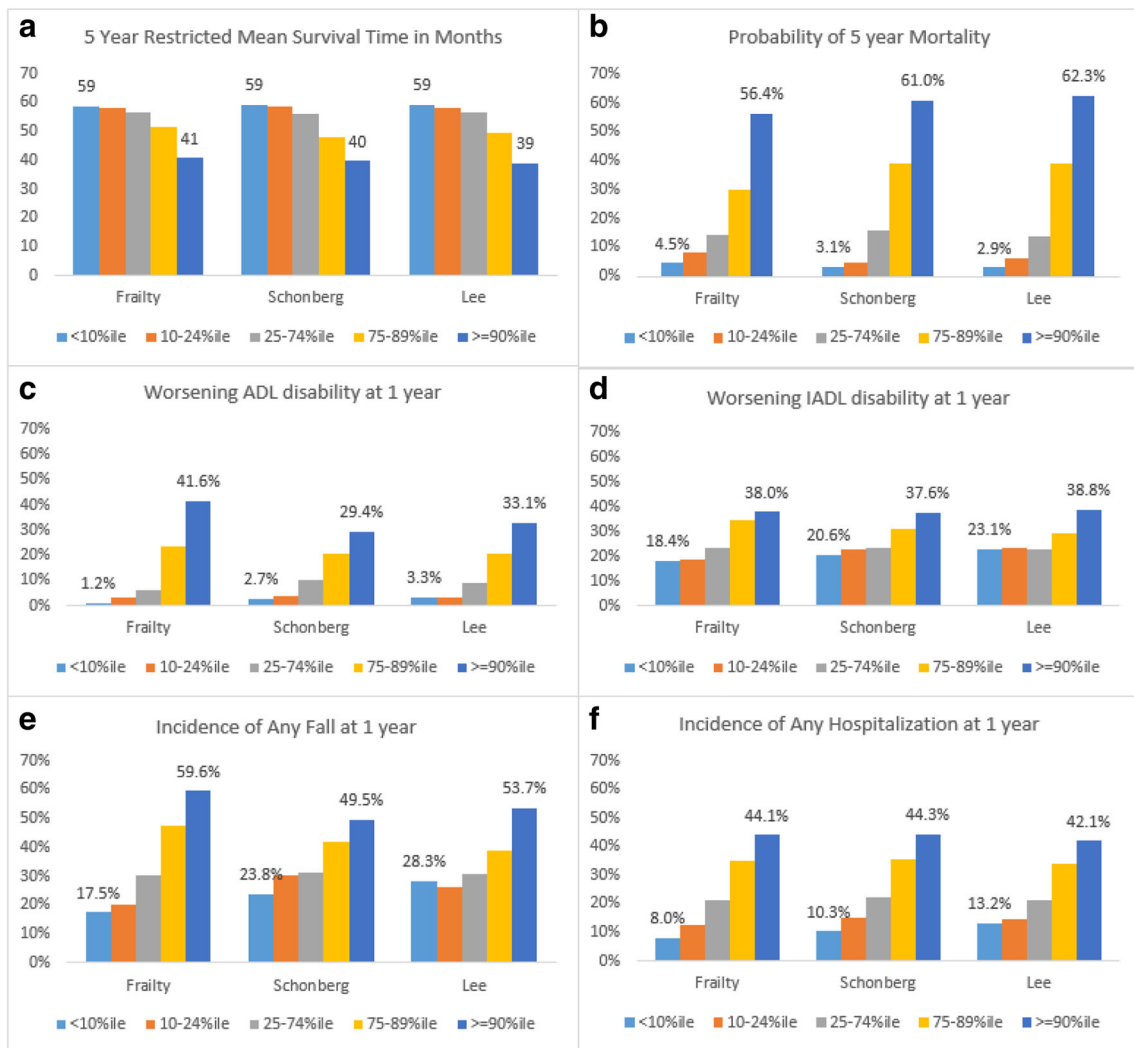 a
5 Year Restricted Mean Survival Time in Months
70
60
50
40
30
20
10
0
59
41
59
40
59
39
Frailty
Schonberg
Lee
<10%ile 10-24%ile 25-74%ile 75-89%ile >=90%ile
b
Probability of 5 year Mortality
70%
60%
50%
40%
30%
20%
10%
0%
4.5%
56.4%
3.1%
61.0%
2.9%
62.3%
Frailty
Schonberg
Lee
<10%ile 10-24%ile 25-74%ile 75-89%ile >=90%ile
c
Worsening ADL disability at 1 year
70%
60%
50%
40%
30%
20%
10%
0%
1.2%
41.6%
2.7%
29.4%
3.3%
33.1%
Frailty
Schonberg
Lee
<10%ile 10-24%ile 25-74%ile 75-89%ile >=90%ile
d
Worsening IADL disability at 1 year
70%
60%
50%
40%
30%
20%
10%
0%
18.4%
38.0%
20.6%
37.6%
23.1%
38.8%
Frailty
Schonberg
Lee
<10%ile 10-24%ile 25-74%ile 75-89%ile >=90%ile
e
Incidence of Any Fall at 1 year
70%
60%
50%
40%
30%
20%
10%
0%
17.5%
59.6%
23.8%
49.5%
28.3%
53.7%
Frailty
Schonberg
Lee
<10%ile 10-24%ile 25-74%ile 75-89%ile >=90%ile
f
Incidence of Any Hospitalization at 1 year
70%
60%
50%
40%
30%
20%
10%
0%
8.0%
44.1%
10.3%
44.3%
13.2%
42.1%
Frailty
Schonberg
Lee
<10%ile 10-24%ile 25-74%ile 75-89%ile >=90%ile